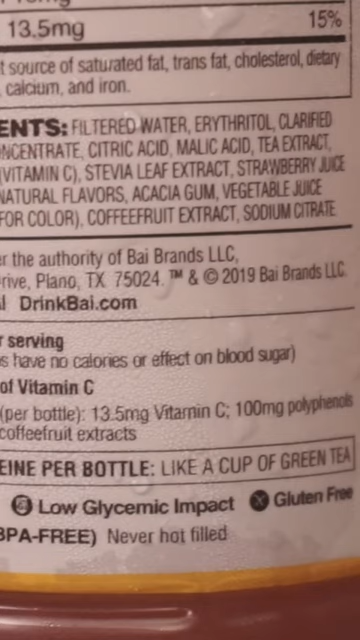 13.5mg 15%
t source of saturated fat, trans fat, cholesterol, dietary
, calcium, and iron.
ENTS: FILTERED WATER, ERYTHRITOL, CLARIFIED
NCENTRATE, CITRIC ACID, MALIC ACID, TEA EXTRACT,
(VITAMIN C), STEVIA LEAF EXTRACT, STRAWBERRY JUICE
NATURAL FLAVORS, ACACIA GUM, VEGETABLE JUICE
FOR COLOR), COFFEEFRUIT EXTRACT, SODIUM CITRATE
er the authority of Bai Brands LLC,
rive, Plano, TX 75024. ™ & © 2019 Bai Brands LLC.
DrinkBai.com
r serving
s have no calories or effect on blood sugar)
of Vitamin C
(per bottle): 13.5mg Vitamin C; 100mg polyphenols
coffeefruit extracts
EINE PER BOTTLE: LIKE A CUP OF GREEN TEA
Low Glycemic Impact Gluten Free
BPA-FREE) Never hot filled